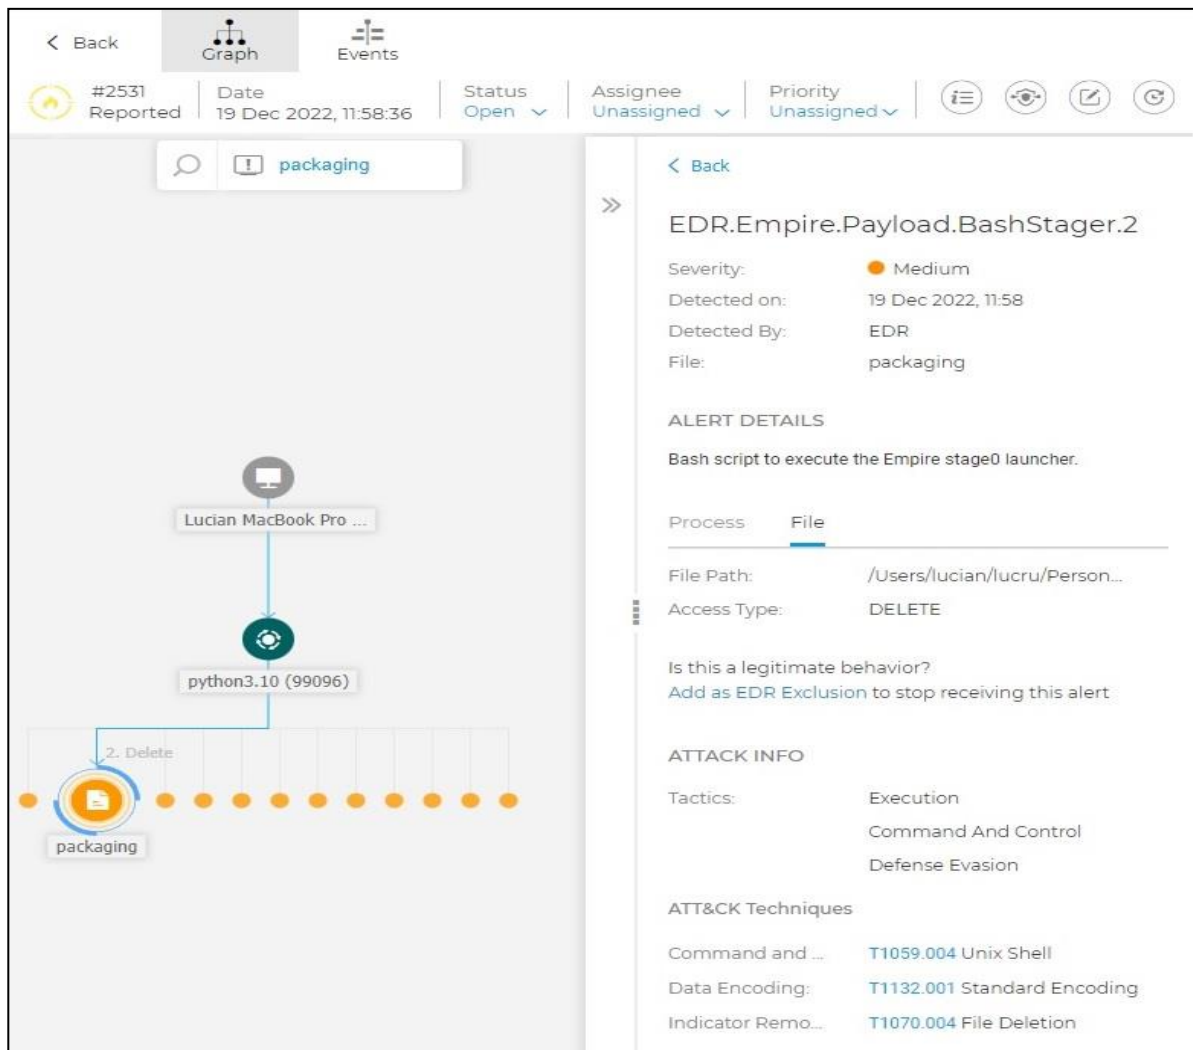 Back
Graph
Events
#2531
Reported
Date
19 Dec 2022, 11:58:36
Status
Open
Assignee
Unassigned
Priority
Unassigned
packaging
Lucian MacBook Pro ...
python3.10 (99096)
2. Delete
packaging
Back
EDR.Empire.Payload.BashStager.2
Severity: Medium
Detected on: 19 Dec 2022, 11:58
Detected By: EDR
File: packaging
ALERT DETAILS
Bash script to execute the Empire stage0 launcher.
Process File
File Path: /Users/lucian/lucru/Person...
Access Type: DELETE
Is this a legitimate behavior?
Add as EDR Exclusion to stop receiving this alert
ATTACK INFO
Tactics: Execution
Command And Control
Defense Evasion
ATT&CK Techniques
Command and ... T1059.004 Unix Shell
Data Encoding: T1132.001 Standard Encoding
Indicator Remo... T1070.004 File Deletion